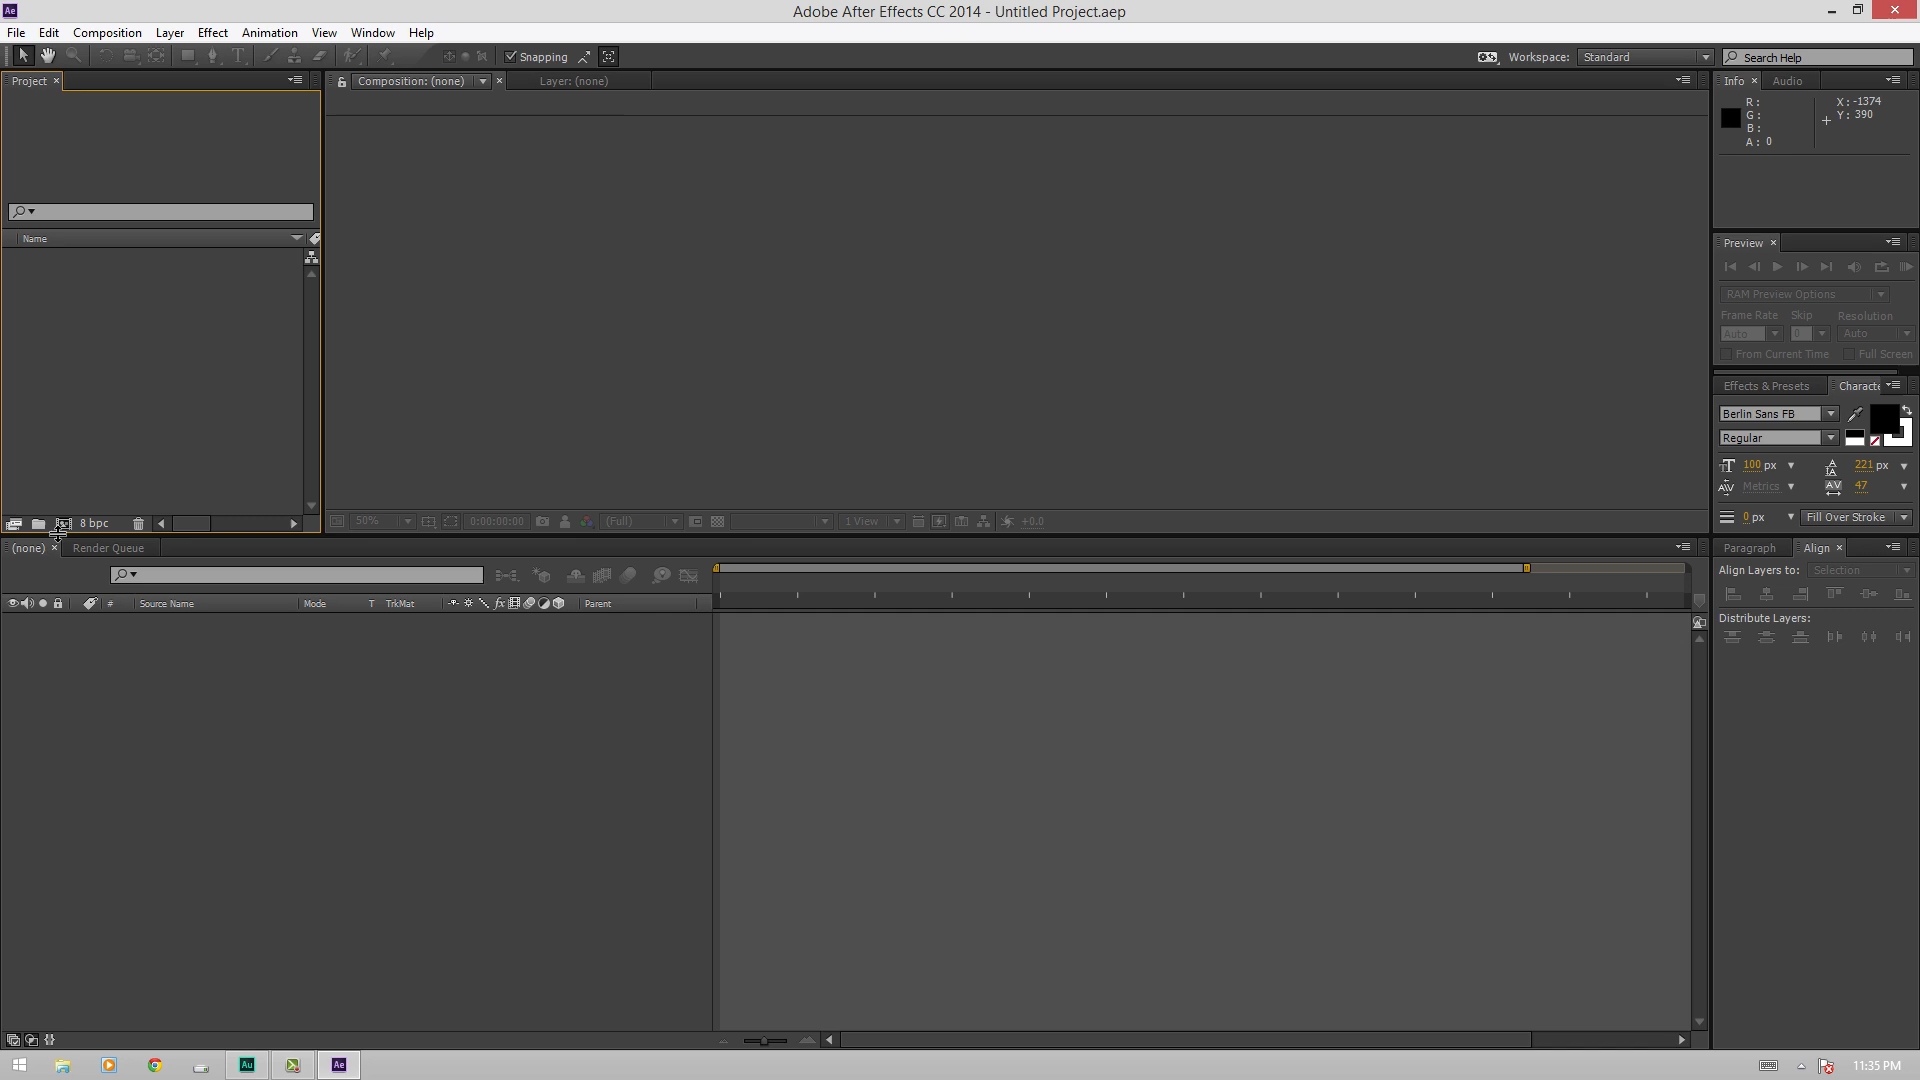 Ae
Adobe After Effects CC 2014 - Untitled Project.aep
File Edit Composition Layer Effect Animation View Window Help
Snapping
Workspace: Standard
Search Help
Project
Composition: (none)
Layer: (none)
Info
Audio
R :
G :
B :
A : 0
X : -1374
Y : 390
Name
Preview
RAM Preview Options
Frame Rate Skip Resolution
Auto 0 Auto
From Current Time Full Screen
Effects & Presets
Characte
Berlin Sans FB
Regular
100 px
221 px
Metrics
47
0 px
Fill Over Stroke
8 bpc
50%
0:00:00:00
(Full)
1 View
+0.0
(none)
Render Queue
Paragraph
Align
Align Layers to: Selection
Distribute Layers:
# Source Name Mode T TrkMat fx Parent
Au
Ae
11:35 PM